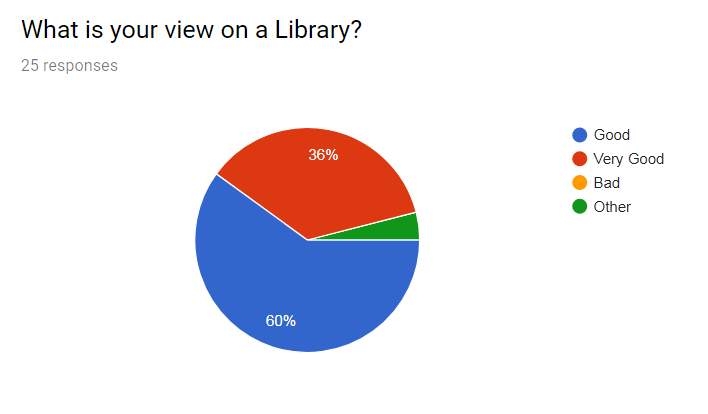 What is your view on a Library?
25 responses
36%
60%
Good
Very Good
Bad
Other